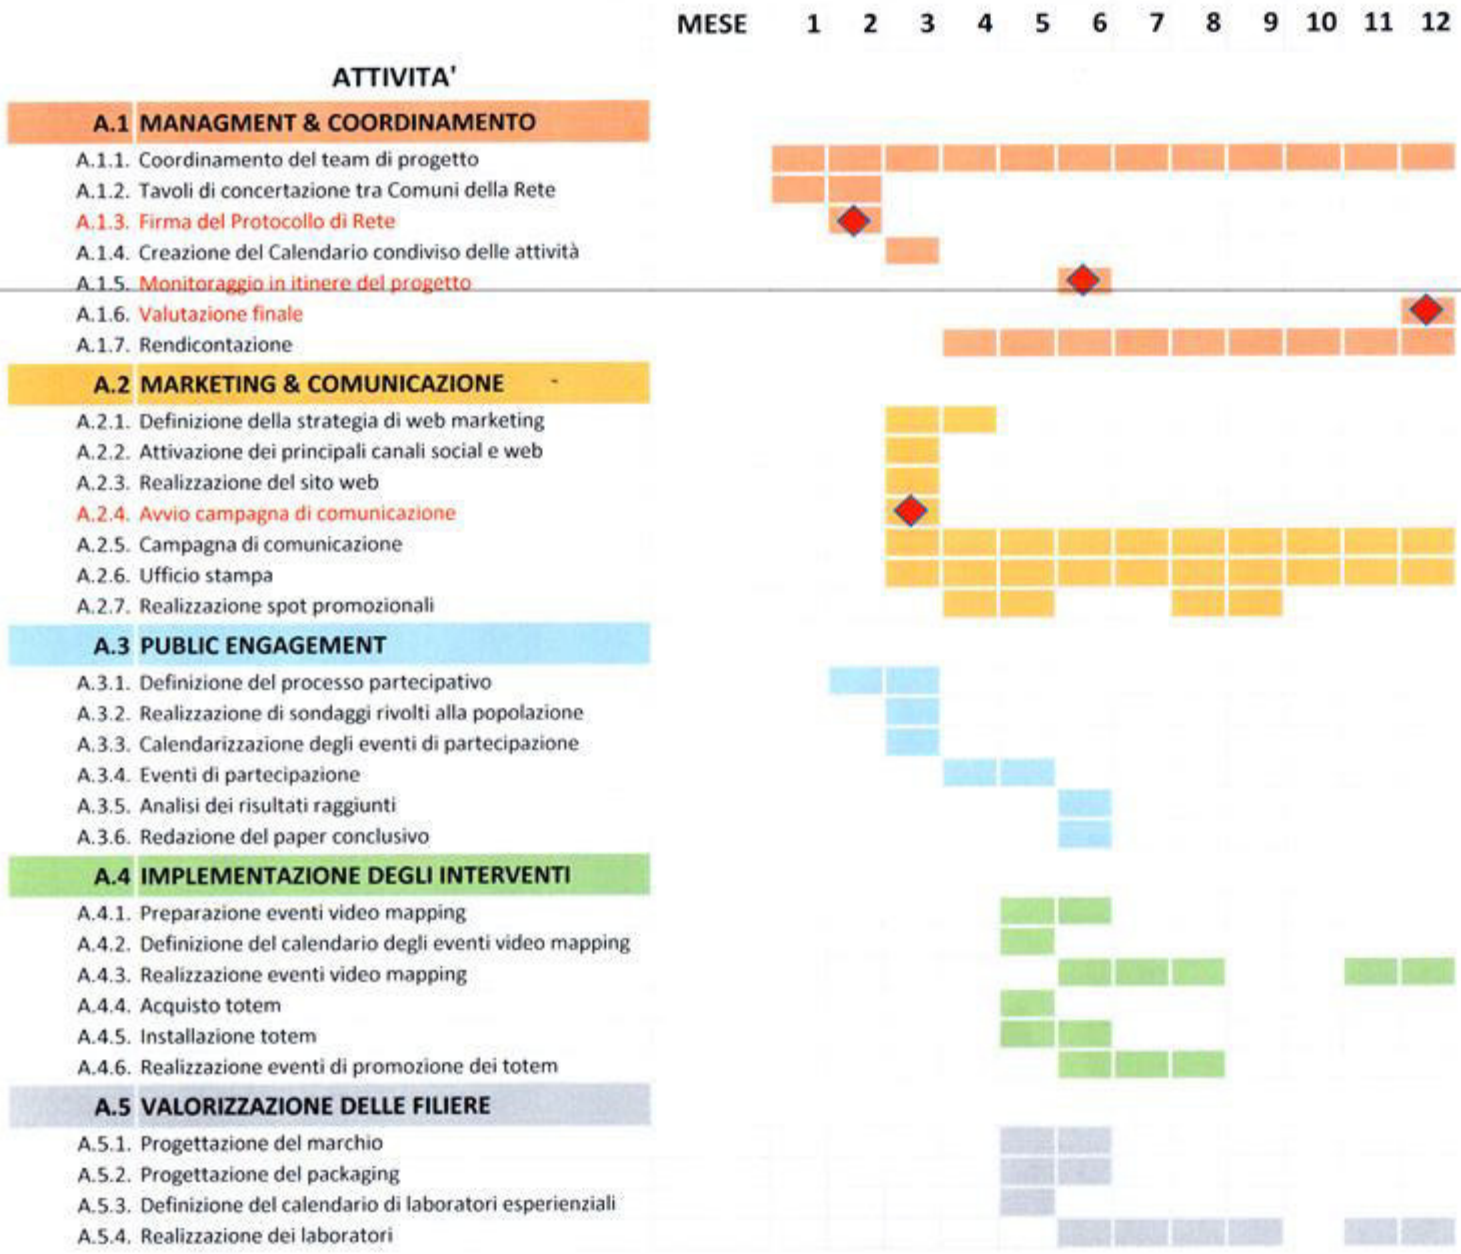 MESE 1 2 3 4 5 6 7 8 9 10 11 12
ATTIVITA'
A.1 MANAGMENT & COORDINAMENTO
A.1.1. Coordinamento del team di progetto
A.1.2. Tavoli di concertazione tra Comuni della Rete
A.1.3. Firma del Protocollo di Rete
A.1.4. Creazione del Calendario condiviso delle attività
A.1.5. Monitoraggio in itinere del progetto
A.1.6. Valutazione finale
A.1.7. Rendicontazione
A.2 MARKETING & COMUNICAZIONE
A.2.1. Definizione della strategia di web marketing
A.2.2. Attivazione dei principali canali social e web
A.2.3. Realizzazione del sito web
A.2.4. Avvio campagna di comunicazione
A.2.5. Campagna di comunicazione
A.2.6. Ufficio stampa
A.2.7. Realizzazione spot promozionali
A.3 PUBLIC ENGAGEMENT
A.3.1. Definizione del processo partecipativo
A.3.2. Realizzazione di sondaggi rivolti alla popolazione
A.3.3. Calendarizzazione degli eventi di partecipazione
A.3.4. Eventi di partecipazione
A.3.5. Analisi dei risultati raggiunti
A.3.6. Redazione del paper conclusivo
A.4 IMPLEMENTAZIONE DEGLI INTERVENTI
A.4.1. Preparazione eventi video mapping
A.4.2. Definizione del calendario degli eventi video mapping
A.4.3. Realizzazione eventi video mapping
A.4.4. Acquisto totem
A.4.5. Installazione totem
A.4.6. Realizzazione eventi di promozione dei totem
A.5 VALORIZZAZIONE DELLE FILIERE
A.5.1. Progettazione del marchio
A.5.2. Progettazione del packaging
A.5.3. Definizione del calendario di laboratori esperienziali
A.5.4. Realizzazione dei laboratori